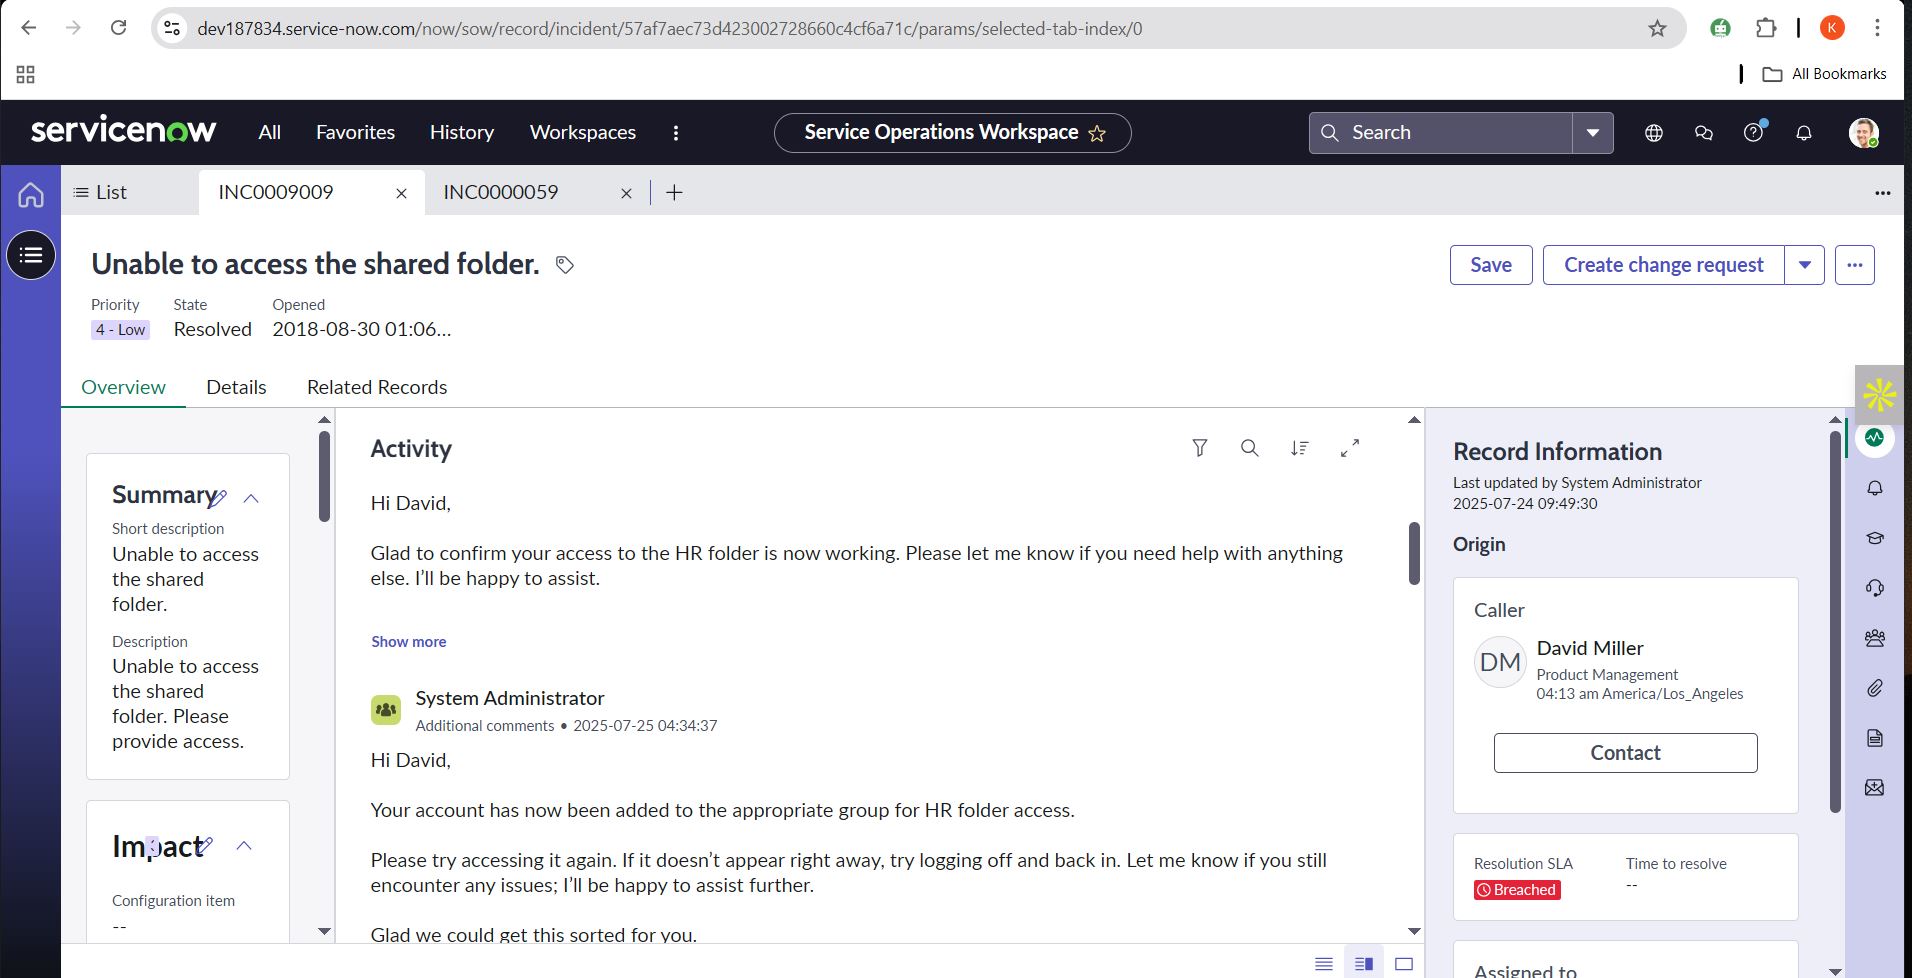 dev187834.service-now.com/now/sow/record/incident/57af7aec73d423002728660c4cf6a71c/params/selected-tab-index/0
K
All Bookmarks
servicenow
All
Favorites
History
Workspaces
Service Operations Workspace
Search
List
INC0009009
INC0000059
Unable to access the shared folder.
Save
Create change request
Priority
State
Opened
4 - Low
Resolved
2018-08-30 01:06...
Overview
Details
Related Records
Summary
Short description
Unable to access
the shared
folder.
Description
Unable to access
the shared
folder. Please
provide access.
Impact
Configuration item
--
Activity
Hi David,
Glad to confirm your access to the HR folder is now working. Please let me know if you need help with anything
else. I’ll be happy to assist.
Show more
System Administrator
Additional comments • 2025-07-25 04:34:37
Hi David,
Your account has now been added to the appropriate group for HR folder access.
Please try accessing it again. If it doesn’t appear right away, try logging off and back in. Let me know if you still
encounter any issues; I’ll be happy to assist further.
Glad we could get this sorted for you.
Record Information
Last updated by System Administrator
2025-07-24 09:49:30
Origin
Caller
DM
David Miller
Product Management
04:13 am America/Los_Angeles
Contact
Resolution SLA
Time to resolve
Breached
--
Assigned to